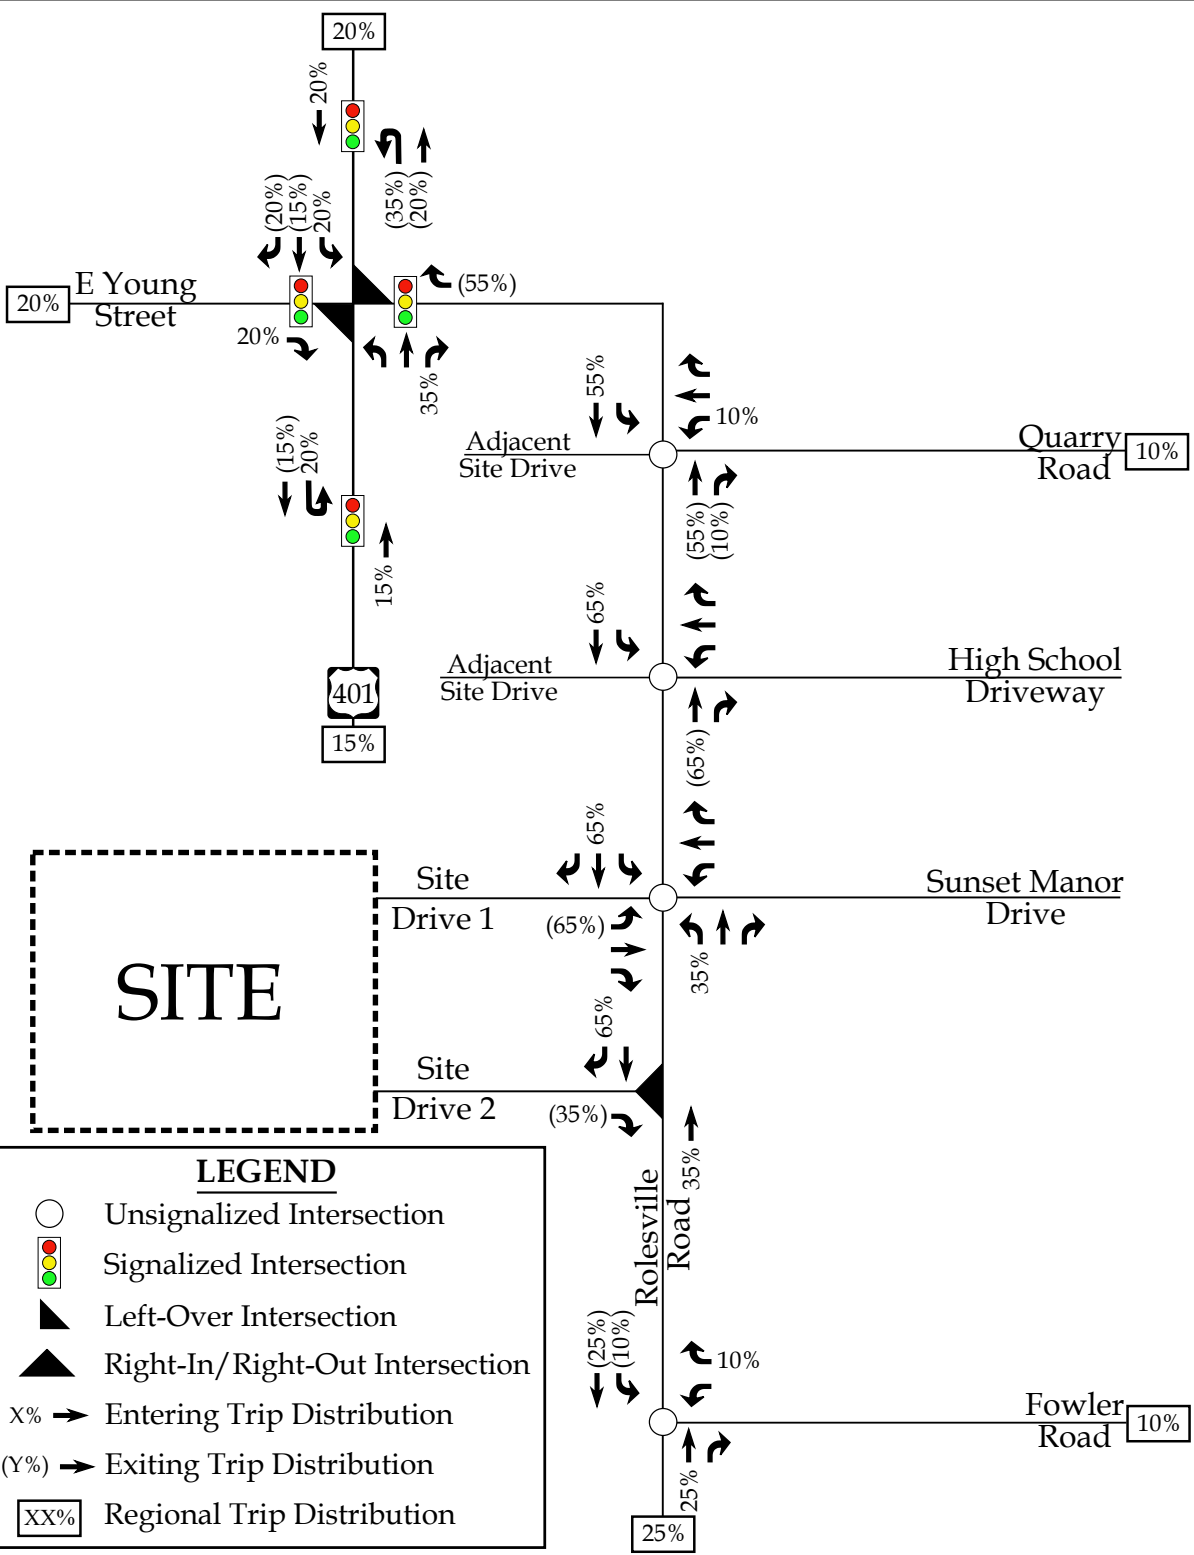 20%
20%
(35%)
(20%)
(20%)
(15%)
20%
(55%)
20%
E Young
Street
20%
35%
55%
10%
Adjacent
Site Drive
Quarry
Road
10%
(15%)
20%
(55%)
(10%)
15%
65%
Adjacent
Site Drive
High School
Driveway
401
15%
(65%)
65%
Site
Drive 1
(65%)
Sunset Manor
Drive
35%
SITE
65%
Site
Drive 2
(35%)
35%
Rolesville
Road
(25%)
(10%)
10%
Fowler
Road
10%
25%
25%
LEGEND
Unsignalized Intersection
Signalized Intersection
Left-Over Intersection
Right-In/Right-Out Intersection
X% Entering Trip Distribution
(Y%) Exiting Trip Distribution
XX% Regional Trip Distribution